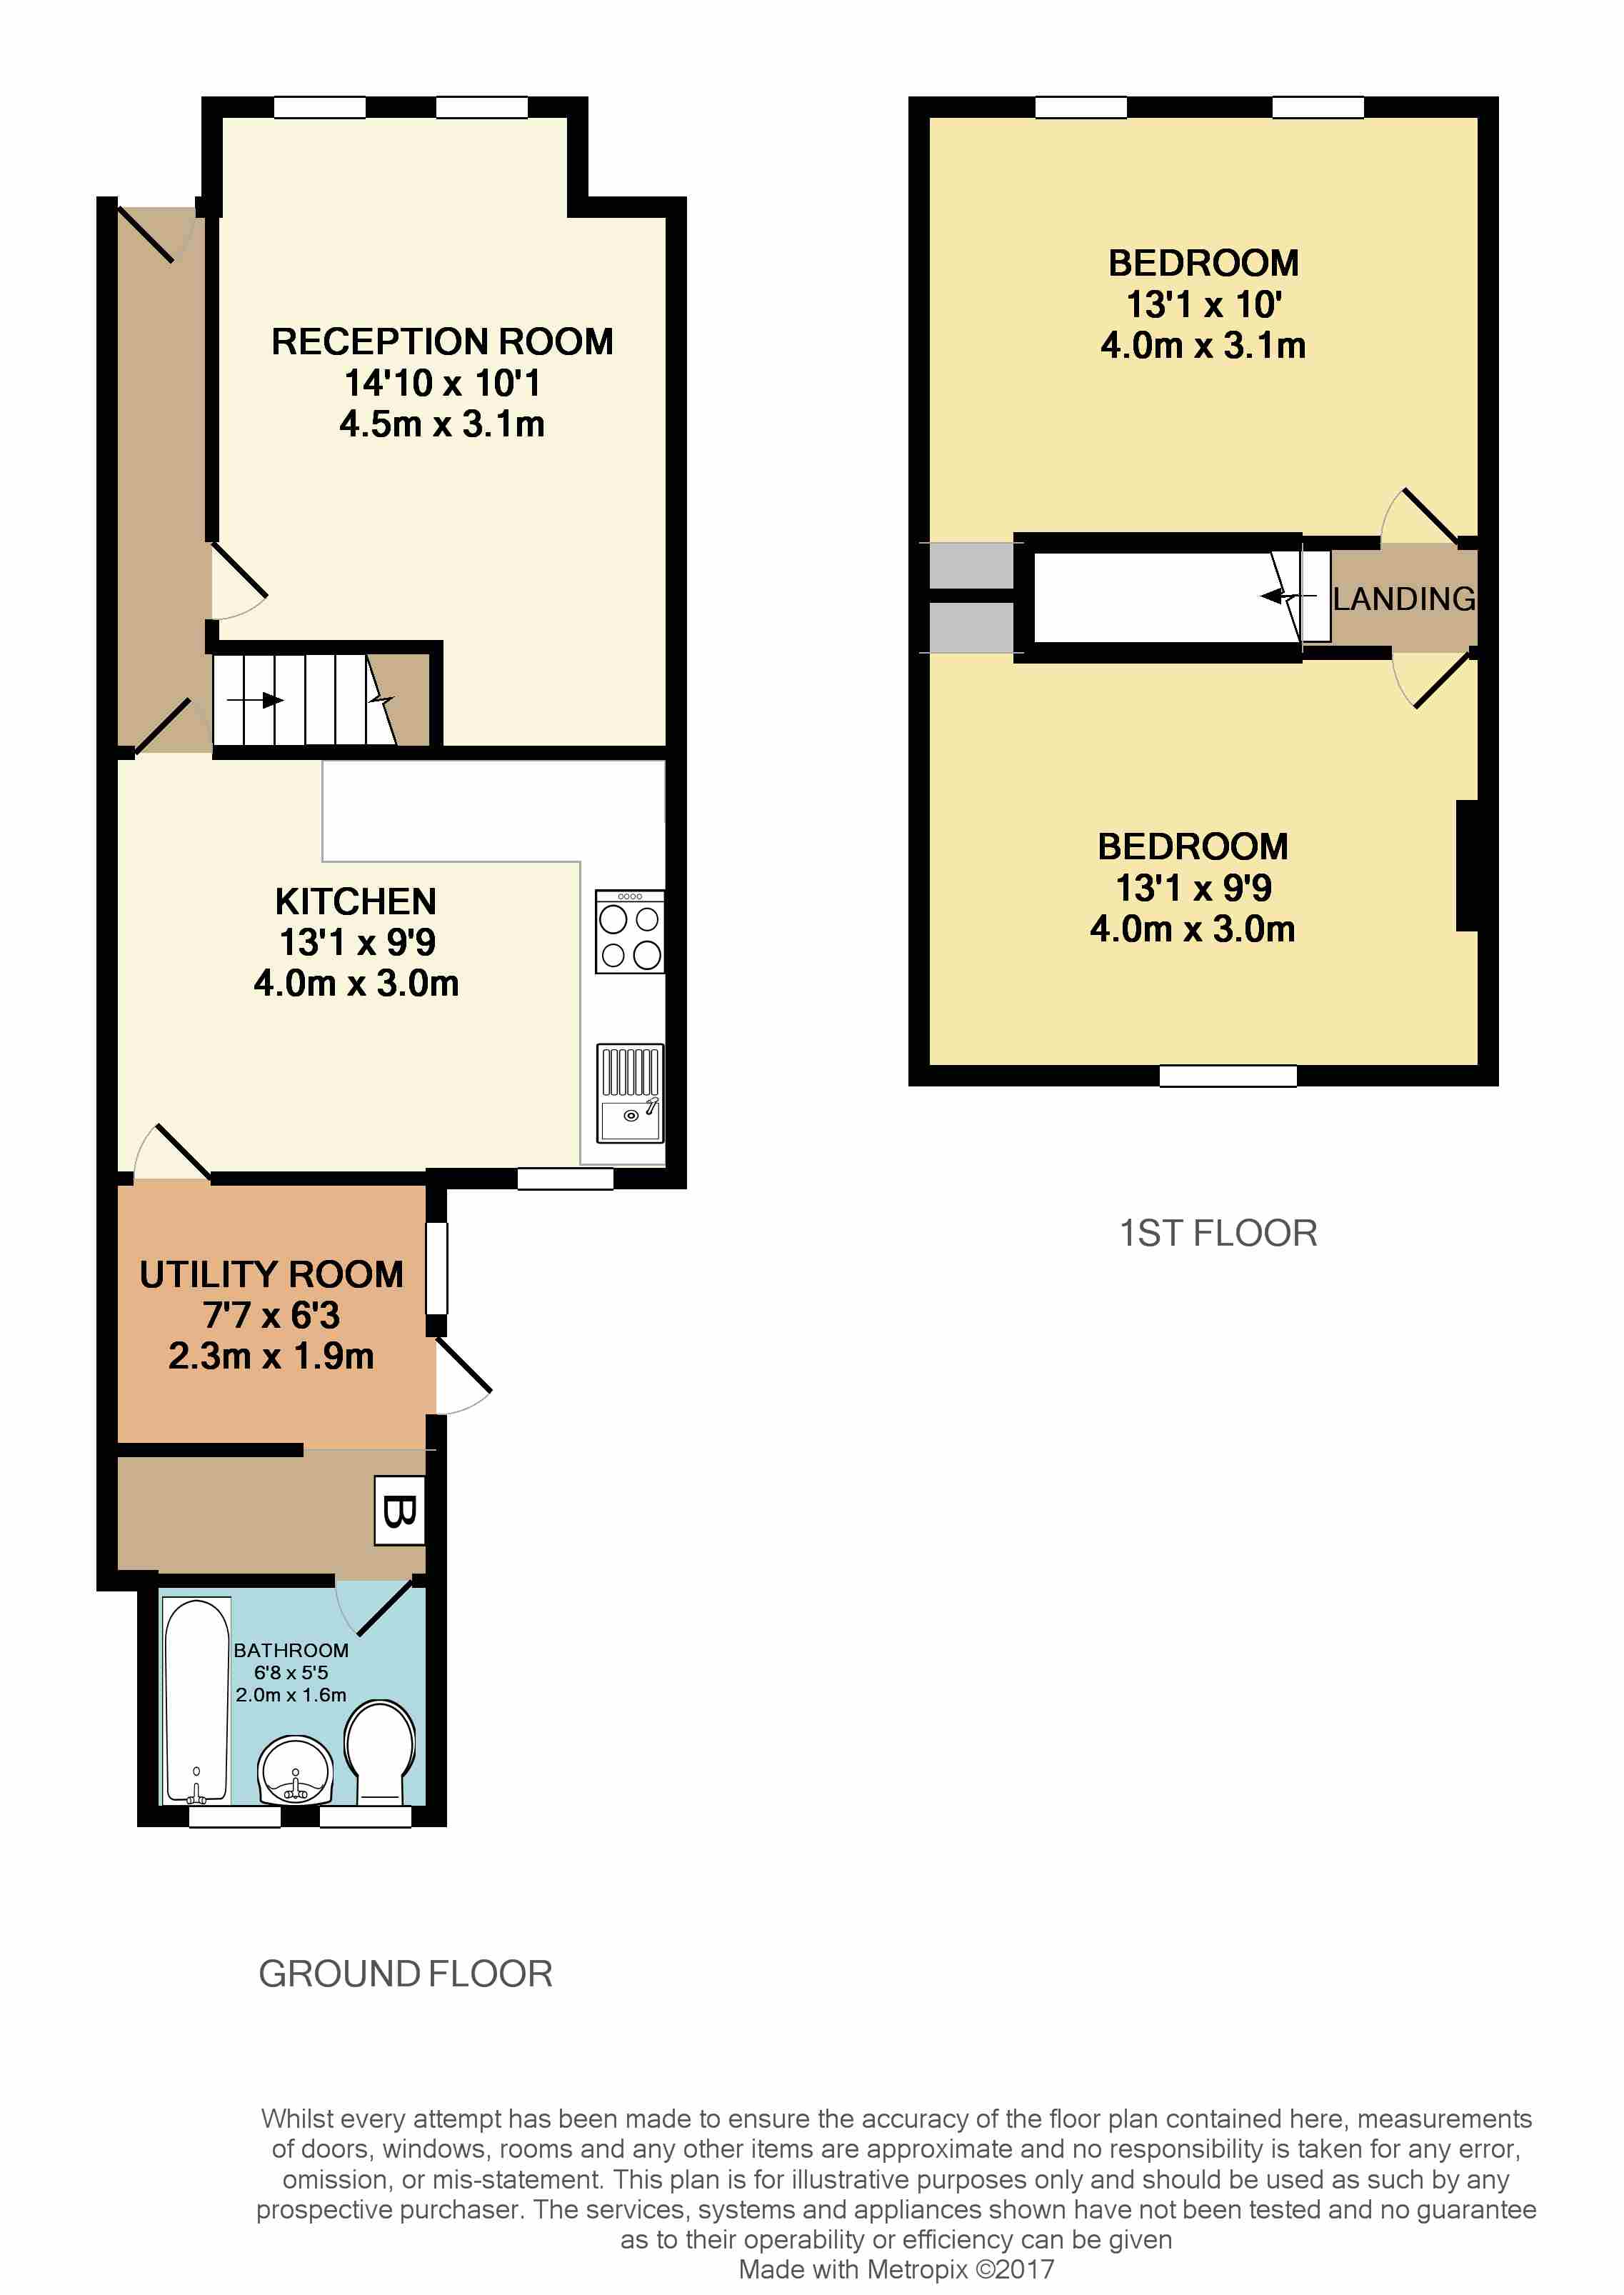 RECEPTION ROOM
14'10 x 10'1
4.5m x 3.1m
KITCHEN
13'1 x 9'9
4.0m x 3.0m
UTILITY ROOM
7'7 x 6'3
2.3m x 1.9m
B
BATHROOM
6'8 x 5'5
2.0m x 1.6m
GROUND FLOOR
BEDROOM
13'1 x 10'
4.0m x 3.1m
LANDING
BEDROOM
13'1 x 9'9
4.0m x 3.0m
1ST FLOOR
Whilst every attempt has been made to ensure the accuracy of the floor plan contained here, measurements
of doors, windows, rooms and any other items are approximate and no responsibility is taken for any error,
omission, or mis-statement. This plan is for illustrative purposes only and should be used as such by any
prospective purchaser. The services, systems and appliances shown have not been tested and no guarantee
as to their operability or efficiency can be given
Made with Metropix ©2017